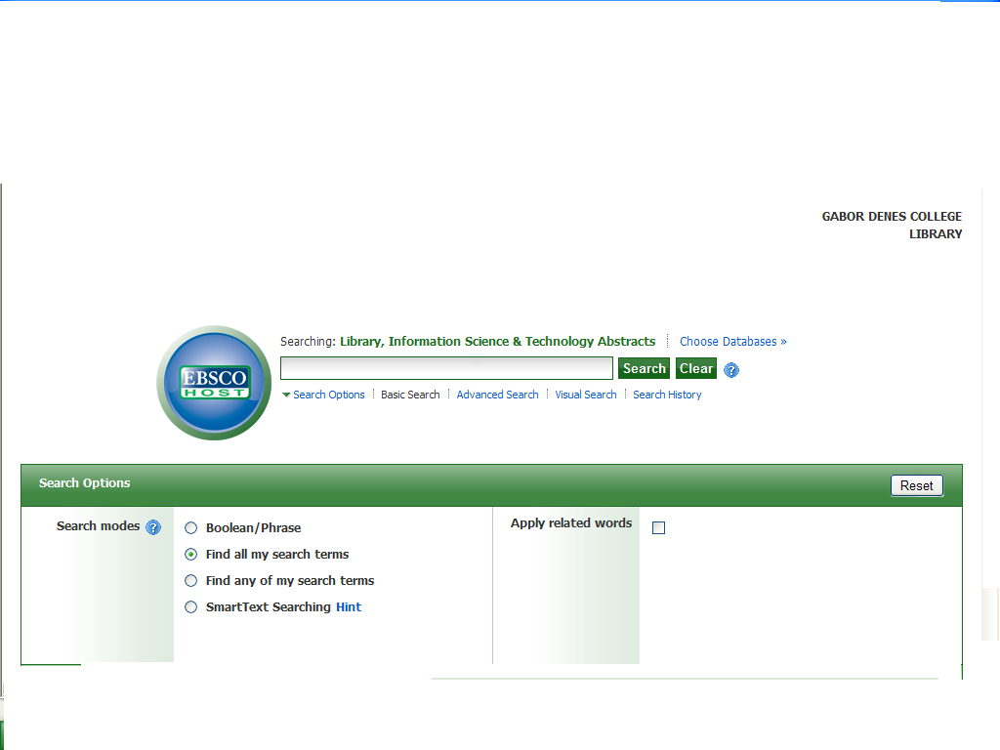 GABOR DENES COLLEGE
LIBRARY
Searching: Library, Information Science & Technology Abstracts Choose Databases »
EBSCO
HOST
Search Clear ?
Search Options Basic Search Advanced Search Visual Search Search History
Search Options Reset
Search modes ? Boolean/Phrase Apply related words
Find all my search terms
Find any of my search terms
SmartText Searching Hint